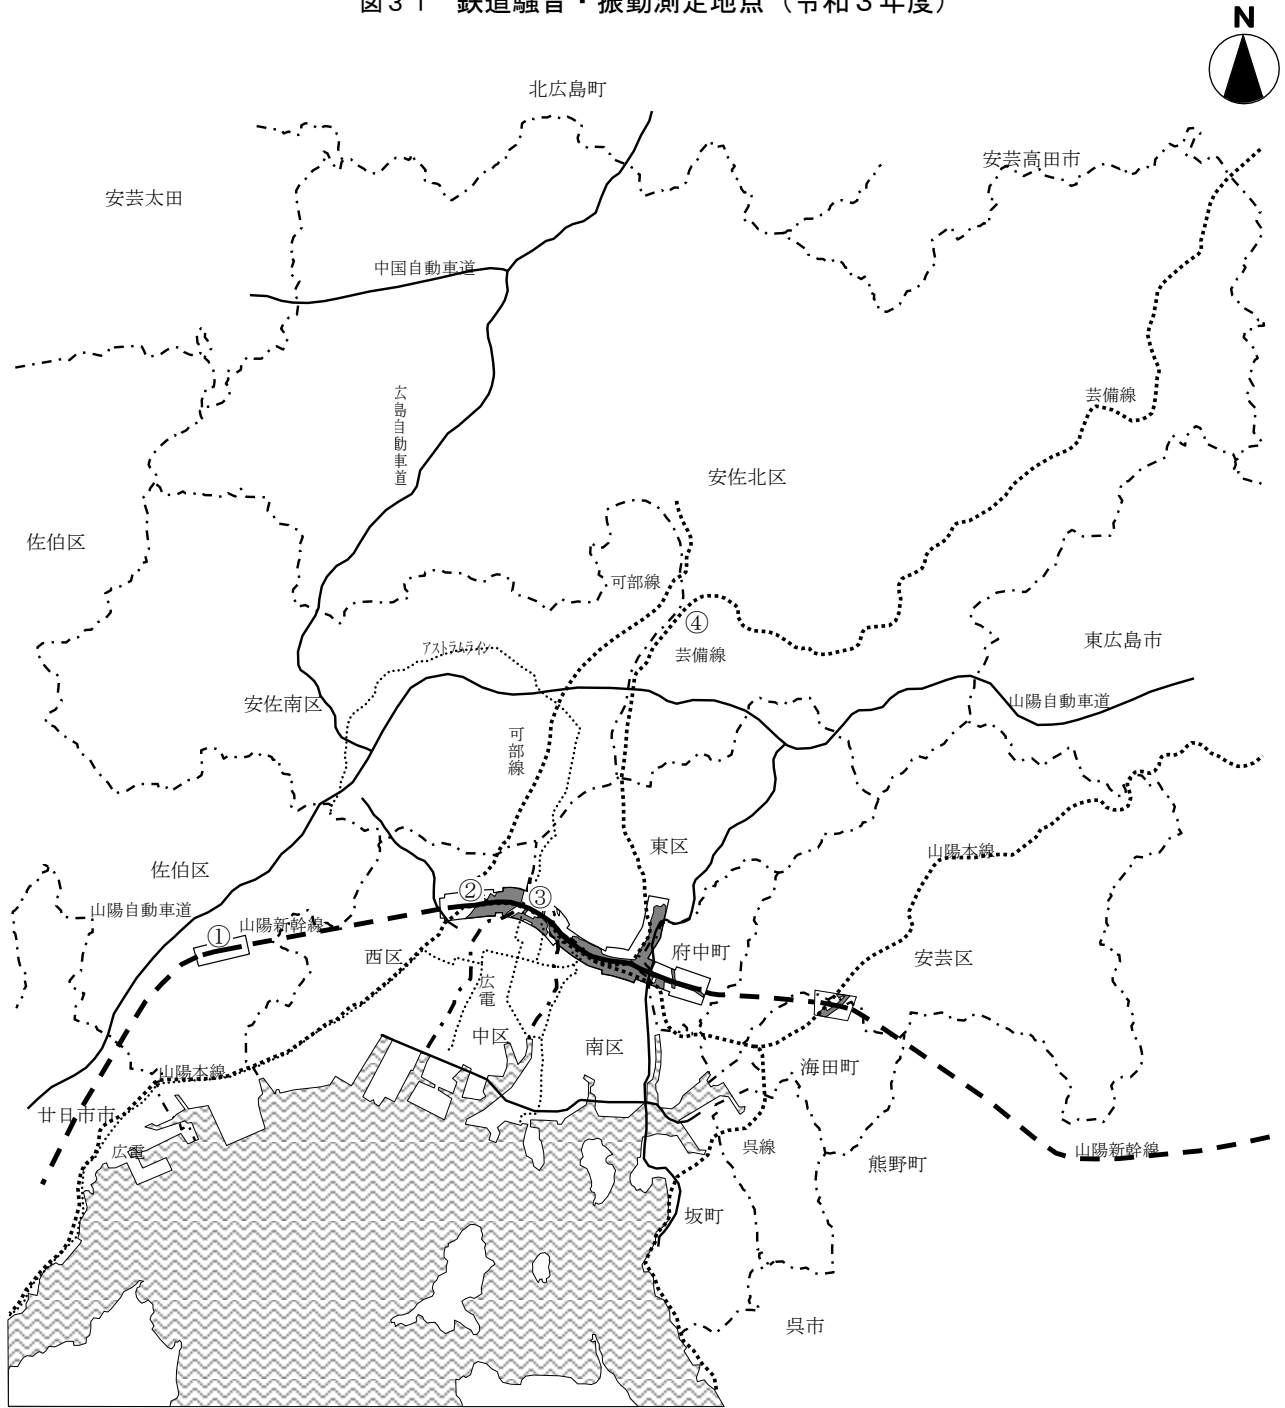 図３１ 鉄道騒音・振動測定地点（令和３年度）
N
北広島町
安芸高田市
安芸太田
中国自動車道
広島自動車道
芸備線
安佐北区
佐伯区
可部線
④
芸備線
東広島市
アストラムライン
安佐南区
山陽自動車道
可部線
東区
山陽本線
佐伯区
②
③
山陽自動車道
山陽新幹線
①
西区
府中町
安芸区
広電
中区
南区
海田町
山陽本線
廿日市市
広電
呉線
山陽新幹線
熊野町
坂町
呉市